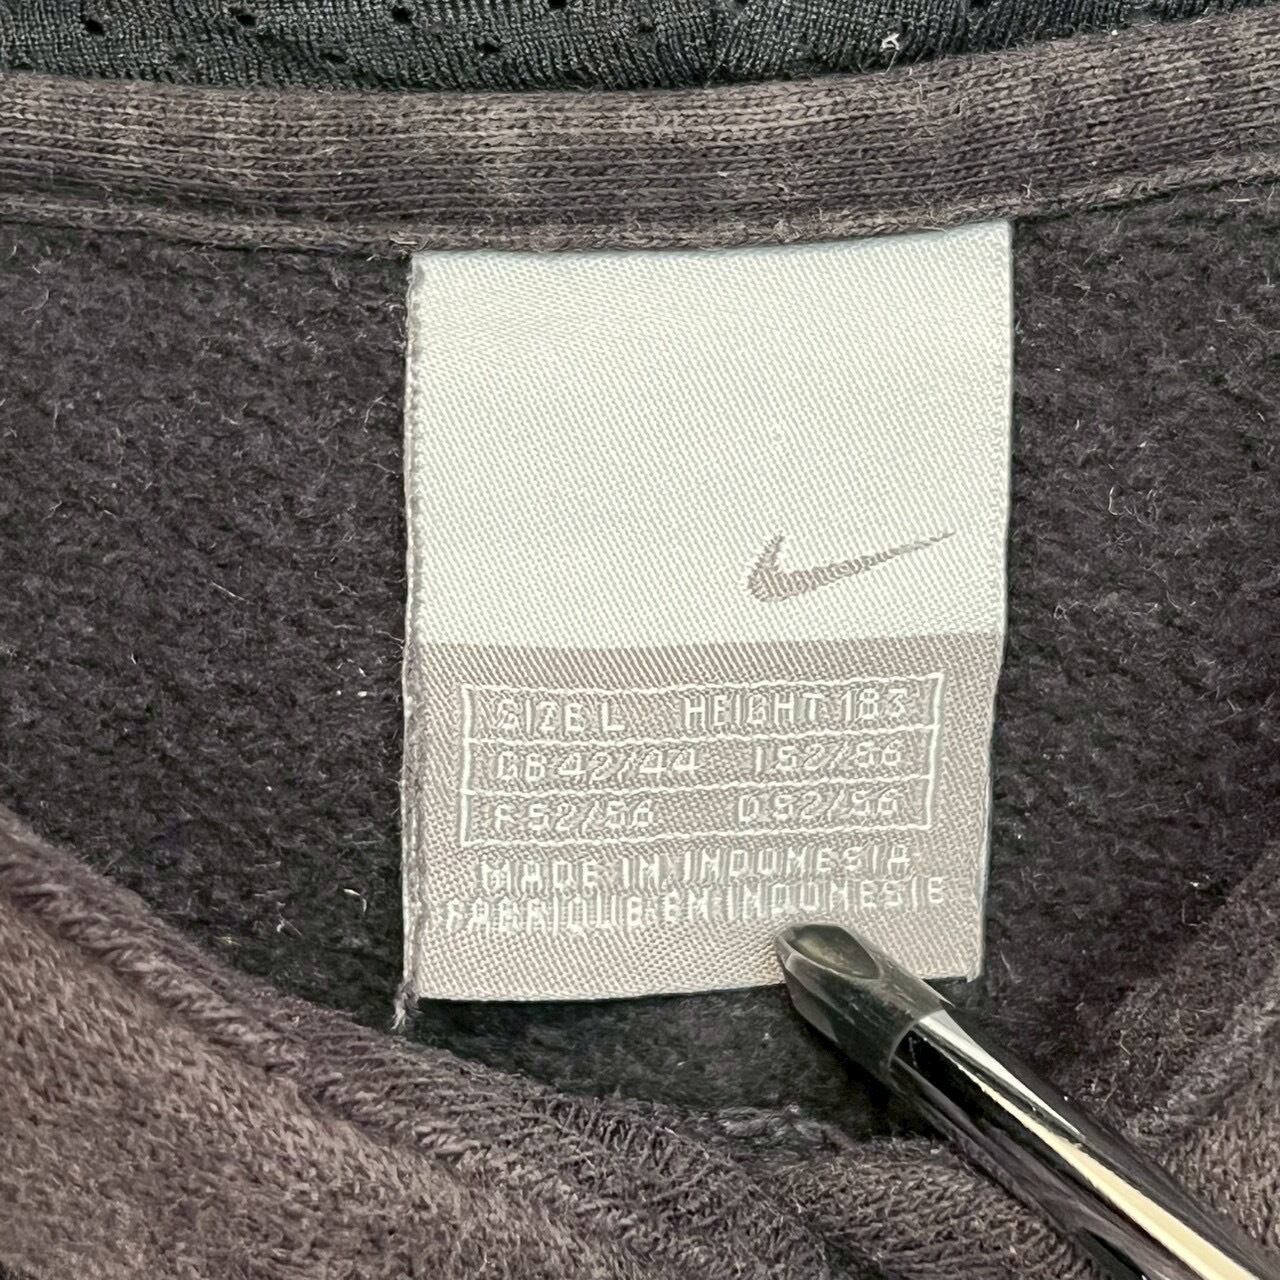 SIZE L HEIGHT 183
GB 42/44 I 52/56
F 52/56 D 52/56
MADE IN INDONESIA
FABRIQUE EN INDONESIE